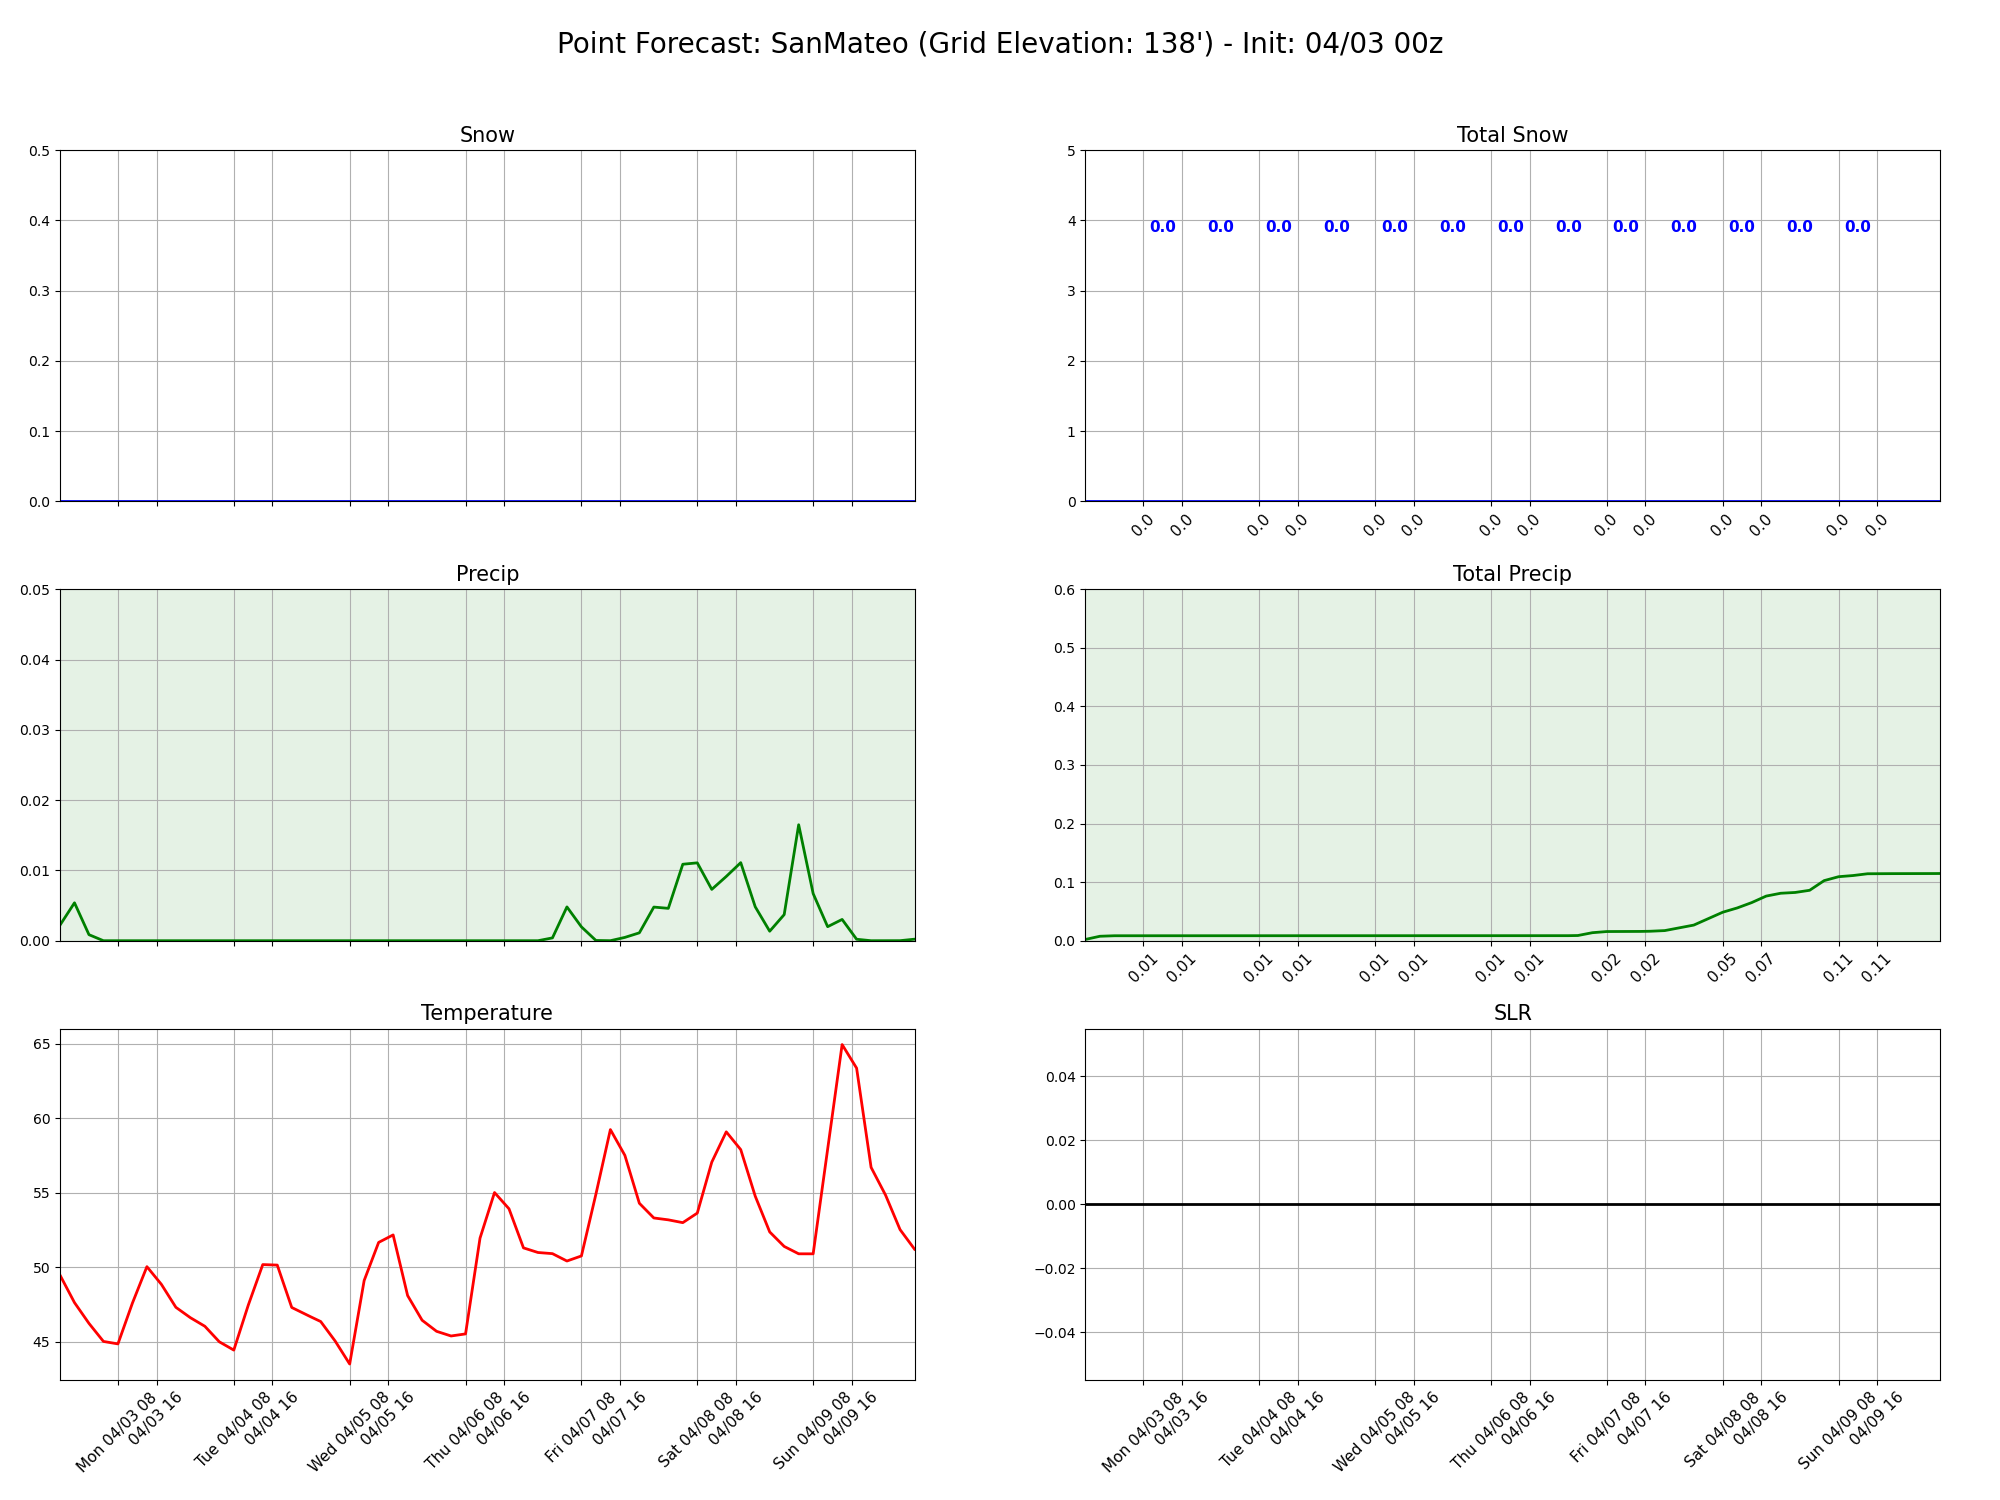 Point Forecast: SanMateo (Grid Elevation: 138') - Init: 04/03 00z
Snow
0.5
0.4
0.3
0.2
0.1
0.0
Total Snow
5
4
3
2
1
0
0.0 0.0 0.0 0.0 0.0 0.0 0.0 0.0 0.0 0.0 0.0 0.0 0.0
0.0 0.0 0.0 0.0 0.0 0.0 0.0 0.0 0.0 0.0 0.0 0.0 0.0 0.0
Precip
0.05
0.04
0.03
0.02
0.01
0.00
Total Precip
0.6
0.5
0.4
0.3
0.2
0.1
0.0
0.01 0.01 0.01 0.01 0.01 0.01 0.01 0.01 0.02 0.02 0.05 0.07 0.11 0.11
Temperature
65
60
55
50
45
Mon 04/03 08
04/03 16
Tue 04/04 08
04/04 16
Wed 04/05 08
04/05 16
Thu 04/06 08
04/06 16
Fri 04/07 08
04/07 16
Sat 04/08 08
04/08 16
Sun 04/09 08
04/09 16
SLR
0.04
0.02
0.00
−0.02
−0.04
Mon 04/03 08
04/03 16
Tue 04/04 08
04/04 16
Wed 04/05 08
04/05 16
Thu 04/06 08
04/06 16
Fri 04/07 08
04/07 16
Sat 04/08 08
04/08 16
Sun 04/09 08
04/09 16